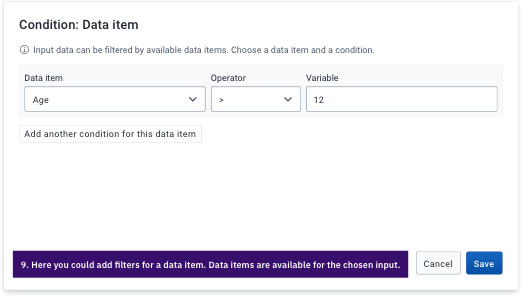 Condition: Data item
Input data can be filtered by available data items. Choose a data item and a condition.
Data item Operator Variable
Age > 12
Add another condition for this data item
9. Here you could add filters for a data item. Data items are available for the chosen input. Cancel Save